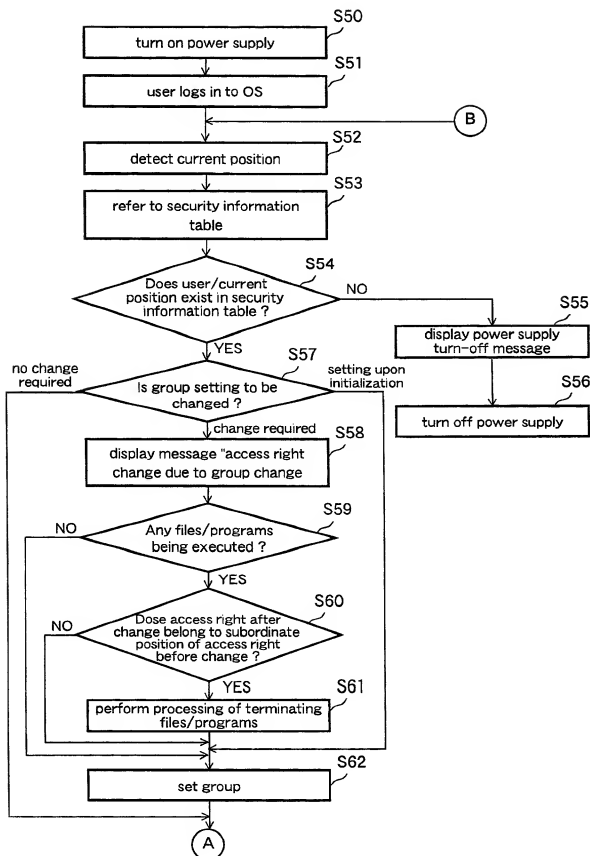 S50
turn on power supply
S51
user logs in to OS
B
S52
detect current position
S53
refer to security information
table
S54
Does user/current
position exist in security
information table ?
NO
YES
S55
display power supply
turn-off message
S56
turn off power supply
S57
no change
required
Is group setting to be
changed ?
setting upon
initialization
change required
S58
display message "access right
change due to group change
S59
NO
Any files/programs
being executed ?
YES
S60
NO
Dose access right after
change belong to subordinate
position of access right
before change ?
YES
S61
perform processing of terminating
files/programs
S62
set group
A